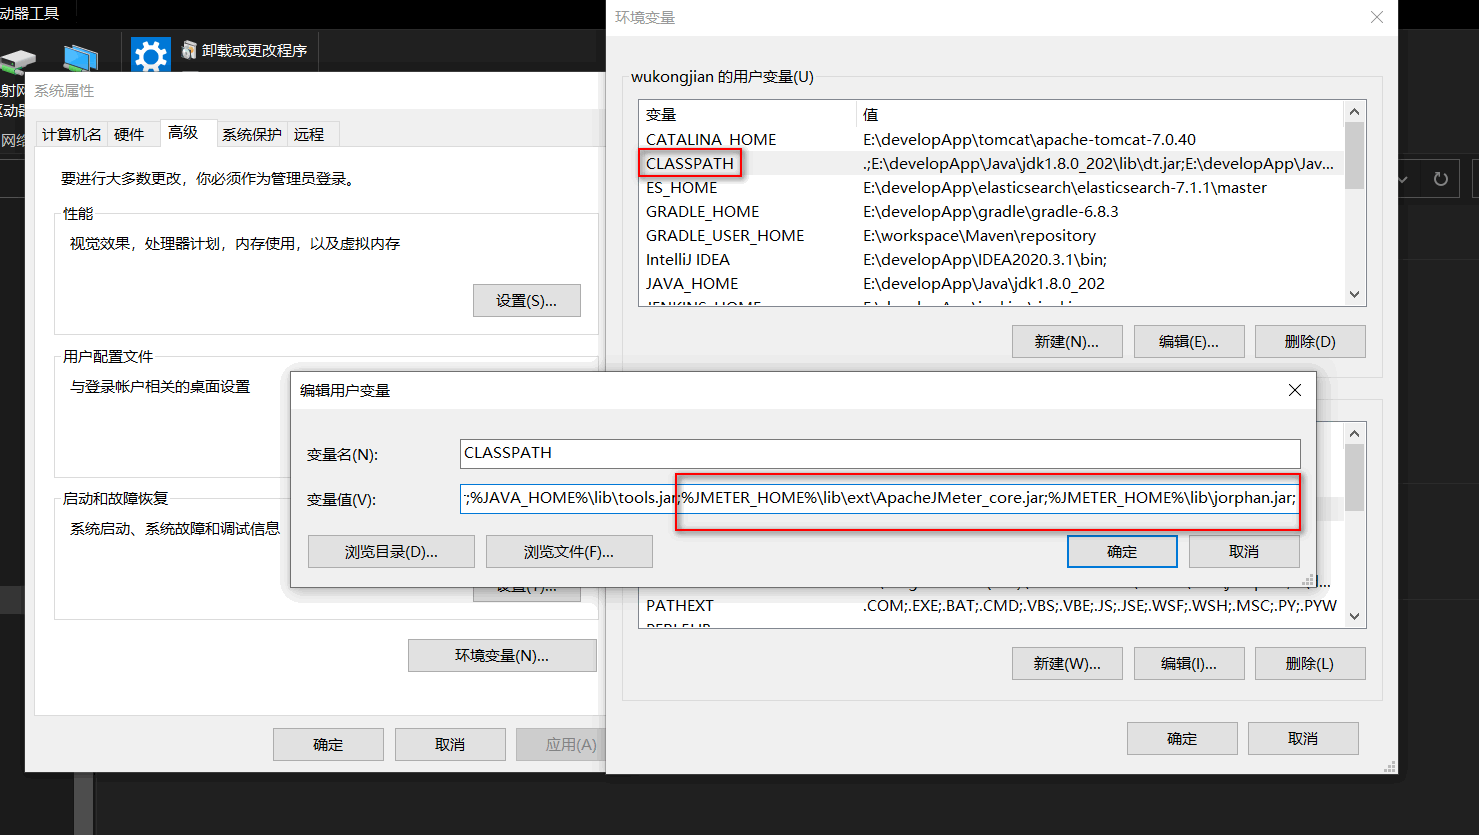 动器工具
卸载或更改程序
射网
驱动器
网络
系统属性
计算机名
硬件
高级
系统保护
远程
要进行大多数更改，你必须作为管理员登录。
性能
视觉效果，处理器计划，内存使用，以及虚拟内存
设置(S)...
用户配置文件
与登录帐户相关的桌面设置
启动和故障恢复
系统启动、系统故障和调试信息
设置(T)...
环境变量(N)...
确定
取消
应用(A)
环境变量
wukongjian 的用户变量(U)
变量 值
CATALINA_HOME E:\developApp\tomcat\apache-tomcat-7.0.40
CLASSPATH .;E:\developApp\Java\jdk1.8.0_202\lib\dt.jar;E:\developApp\Jav...
ES_HOME E:\developApp\elasticsearch\elasticsearch-7.1.1\master
GRADLE_HOME E:\developApp\gradle\gradle-6.8.3
GRADLE_USER_HOME E:\workspace\Maven\repository
IntelliJ IDEA E:\developApp\IDEA2020.3.1\bin;
JAVA_HOME E:\developApp\Java\jdk1.8.0_202
JENKINS_HOME
新建(N)...
编辑(E)...
删除(D)
编辑用户变量
变量名(N):
CLASSPATH
变量值(V):
;%JAVA_HOME%\lib\tools.jar;%JMETER_HOME%\lib\ext\ApacheJMeter_core.jar;%JMETER_HOME%\lib\jorphan.jar;
浏览目录(D)...
浏览文件(F)...
确定
取消
PATHEXT .COM;.EXE;.BAT;.CMD;.VBS;.VBE;.JS;.JSE;.WSF;.WSH;.MSC;.PY;.PYW
新建(W)...
编辑(I)...
删除(L)
确定
取消